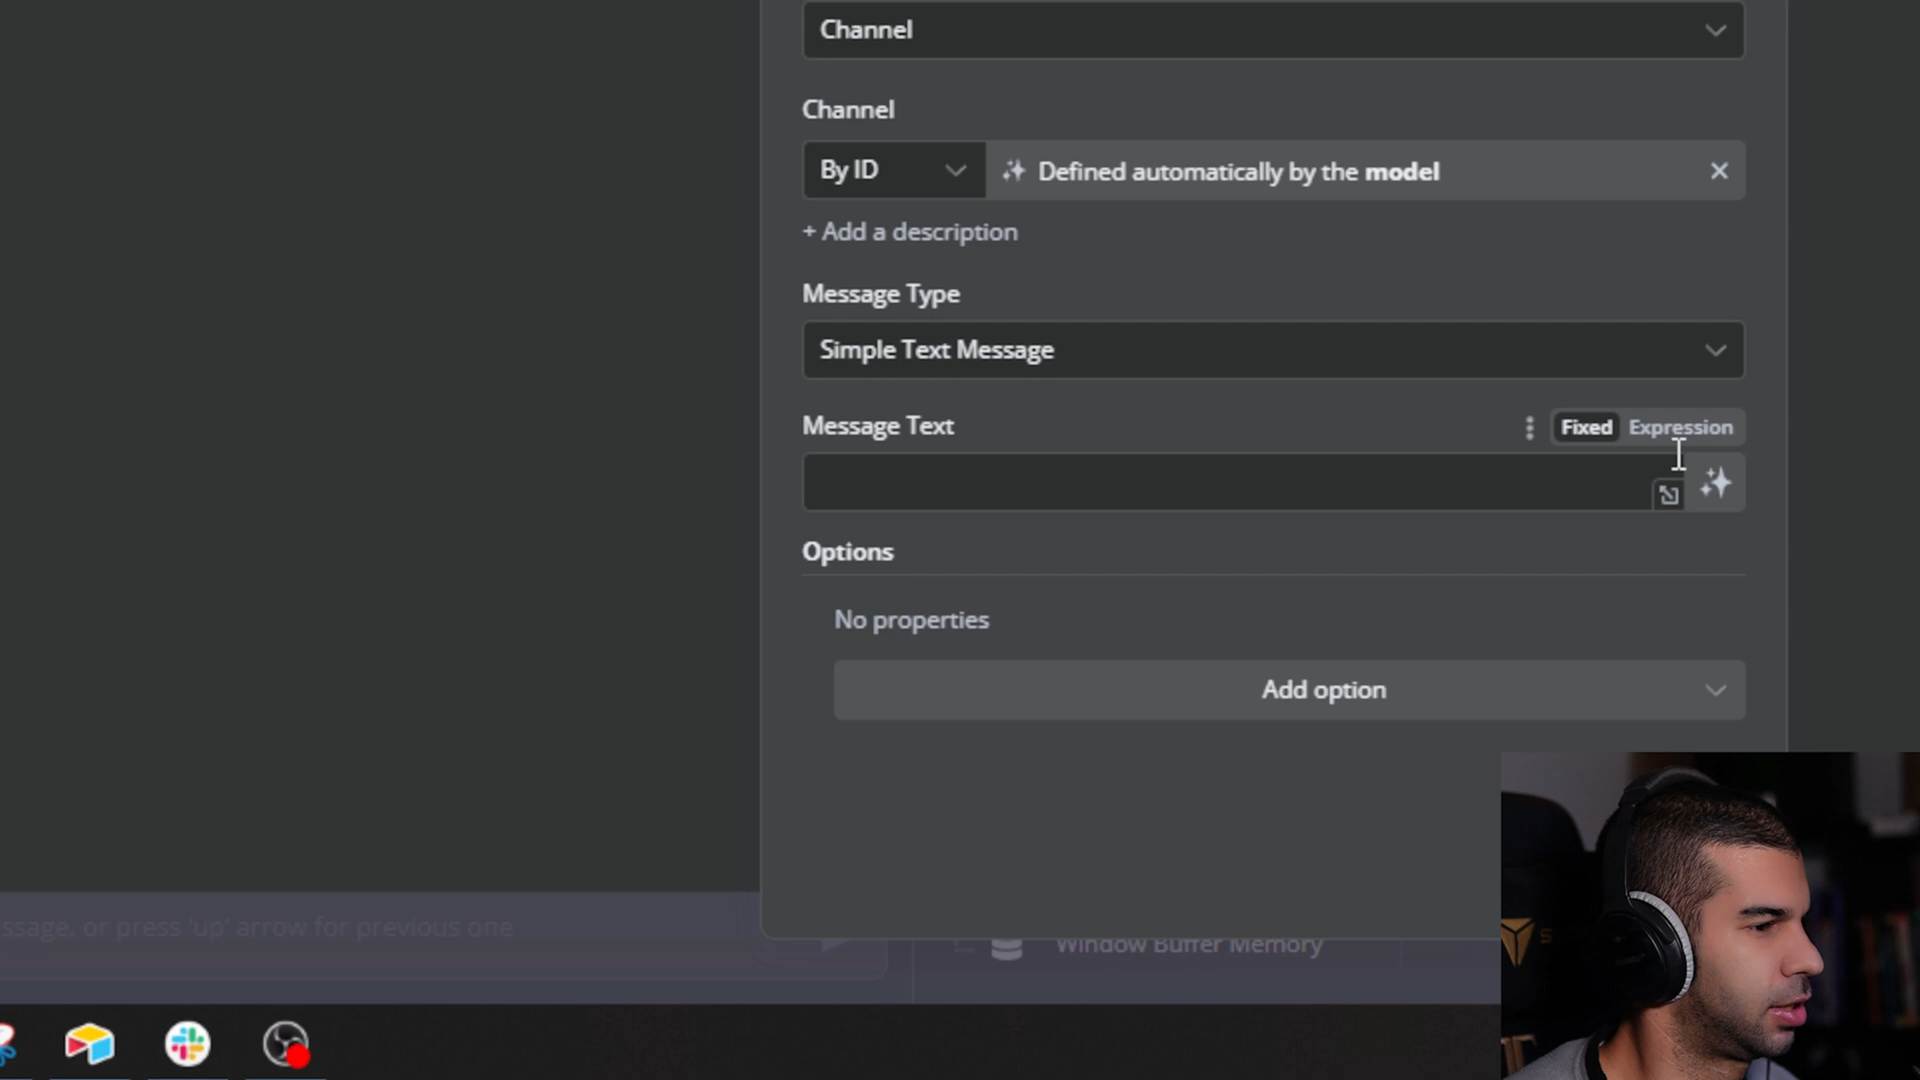 Channel
Channel
By ID
Defined automatically by the model
+ Add a description
Message Type
Simple Text Message
Message Text
Fixed Expression
Options
No properties
Add option
ssage, or press 'up' arrow for previous one
Window Buffer Memory